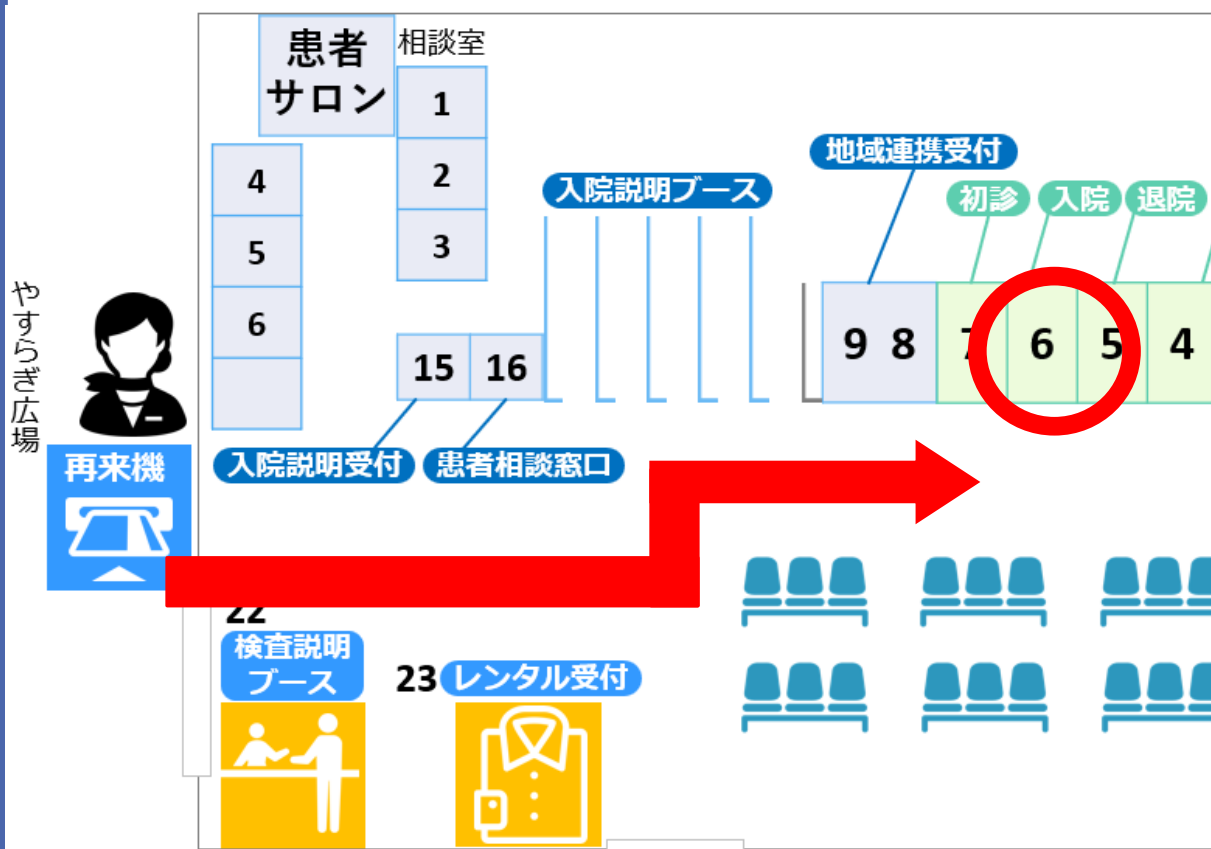 患者
サロン
相談室
1
2
3
4
5
6
入院説明ブース
地域連携受付
初診
入院
退院
9 8
7
6
5
4
15
16
入院説明受付
患者相談窓口
やすらぎ広場
再来機
22
検査説明
ブース
23
レンタル受付